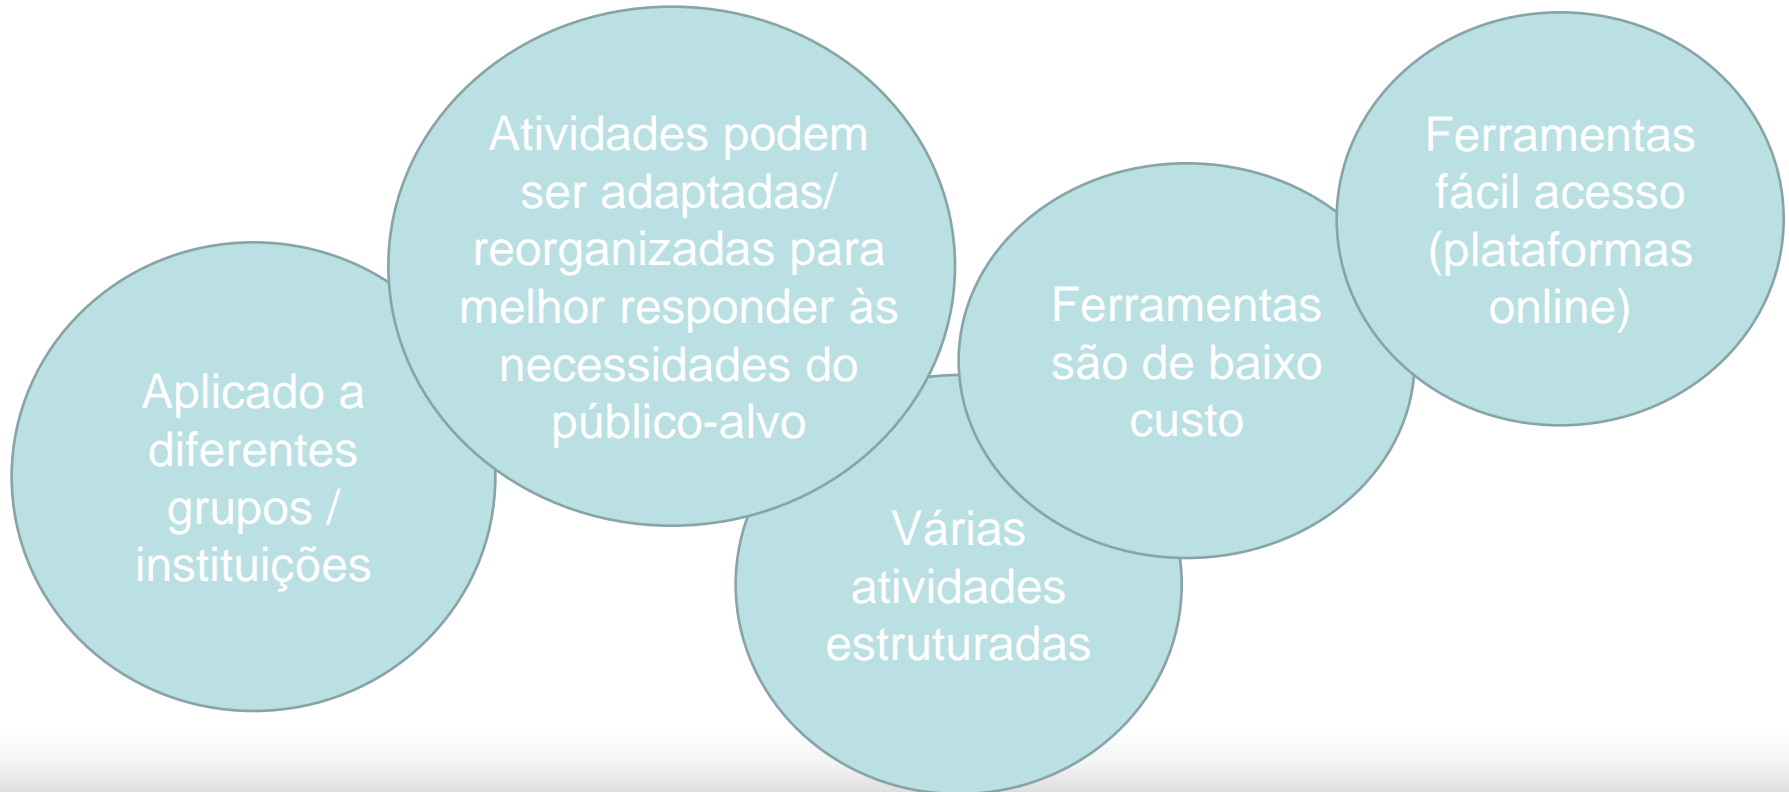 Aplicado a
diferentes
grupos /
instituições
Atividades podem
ser adaptadas/
reorganizadas para
melhor responder às
necessidades do
público-alvo
Várias
atividades
estruturadas
Ferramentas
são de baixo
custo
Ferramentas
fácil acesso
(plataformas
online)